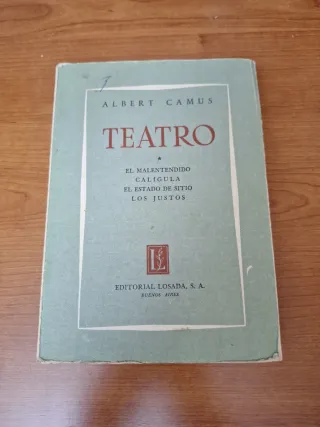 ALBERT CAMUS
TEATRO
*
EL MALENTENDIDO
CALIGULA
EL ESTADO DE SITIO
LOS JUSTOS
EDITORIAL LOSADA, S. A.
BUENOS AIRES